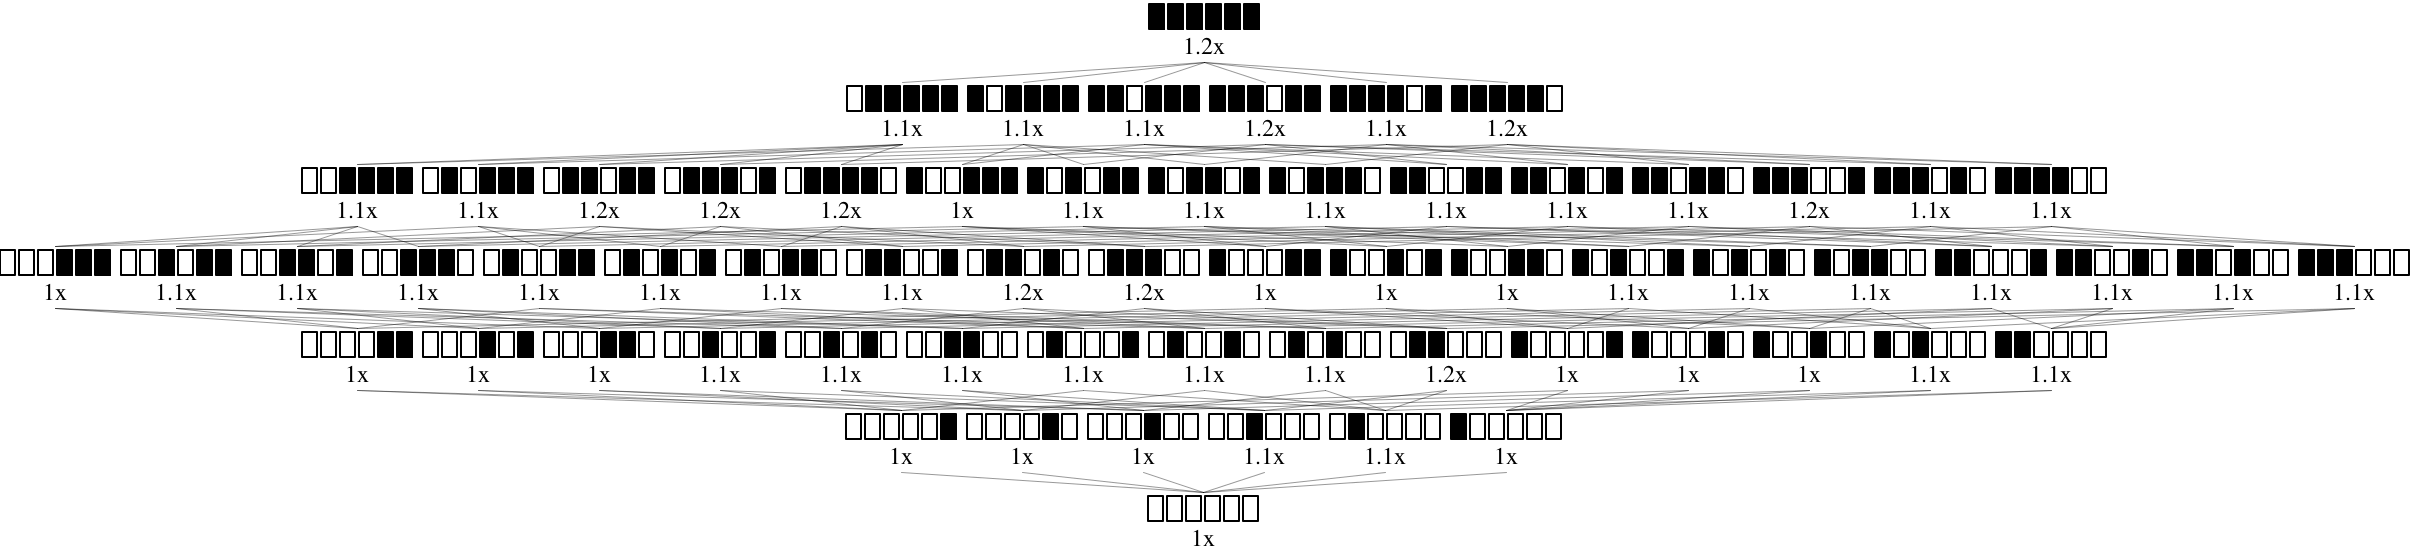 1.2x
1.1x 1.1x 1.1x 1.2x 1.1x 1.2x
1.1x 1.1x 1.2x 1.2x 1.2x 1x 1.1x 1.1x 1.1x 1.1x 1.1x 1.1x 1.2x 1.1x 1.1x
1x 1.1x 1.1x 1.1x 1.1x 1.1x 1.1x 1.1x 1.2x 1.2x 1x 1x 1x 1.1x 1.1x 1.1x 1.1x 1.1x 1.1x 1.1x
1x 1x 1x 1.1x 1.1x 1.1x 1.1x 1.1x 1.1x 1.2x 1x 1x 1x 1.1x 1.1x
1x 1x 1x 1.1x 1.1x 1x
1x